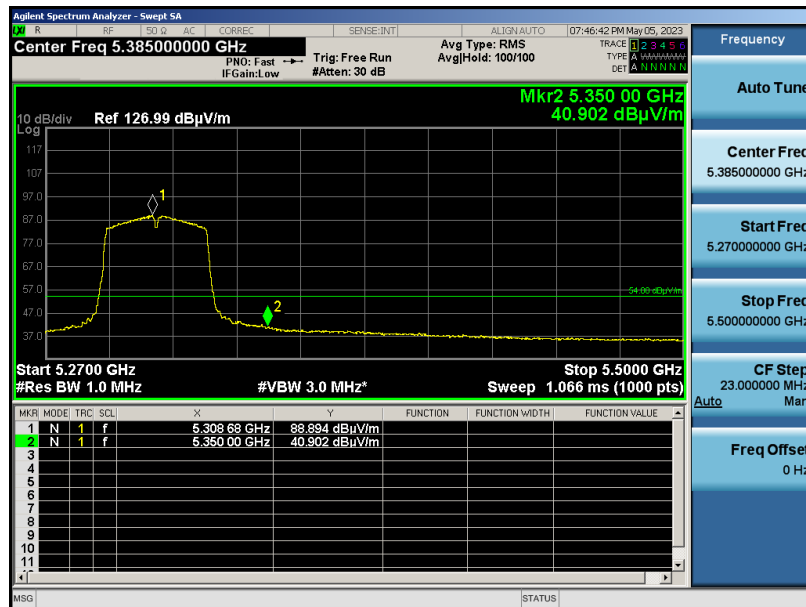 Agilent Spectrum Analyzer - Swept SA
LXI R RF 50 Ω AC CORREC SENSE:INT ALIGN AUTO 07:46:42 PM May 05, 2023
Center Freq 5.385000000 GHz
PNO: Fast
IFGain:Low
Trig: Free Run
#Atten: 30 dB
Avg Type: RMS
Avg|Hold: 100/100
TRACE 1 2 3 4 5 6
TYPE A WWWWW
DET A N N N N N
Mkr2 5.350 00 GHz
40.902 dBµV/m
10 dB/div Ref 126.99 dBµV/m
Log
117
107
97.0
87.0
77.0
67.0
57.0
47.0
37.0
1
2
54.00 dBµV/m
Start 5.2700 GHz Stop 5.5000 GHz
#Res BW 1.0 MHz #VBW 3.0 MHz* Sweep 1.066 ms (1000 pts)
MKR MODE TRC SCL X Y FUNCTION FUNCTION WIDTH FUNCTION VALUE
1 N 1 f 5.308 68 GHz 88.894 dBµV/m
2 N 1 f 5.350 00 GHz 40.902 dBµV/m
3
4
5
6
7
8
9
10
11
MSG STATUS
Frequency
Auto Tune
Center Freq
5.385000000 GHz
Start Freq
5.270000000 GHz
Stop Freq
5.500000000 GHz
CF Step
23.000000 MHz
Auto Man
Freq Offset
0 Hz